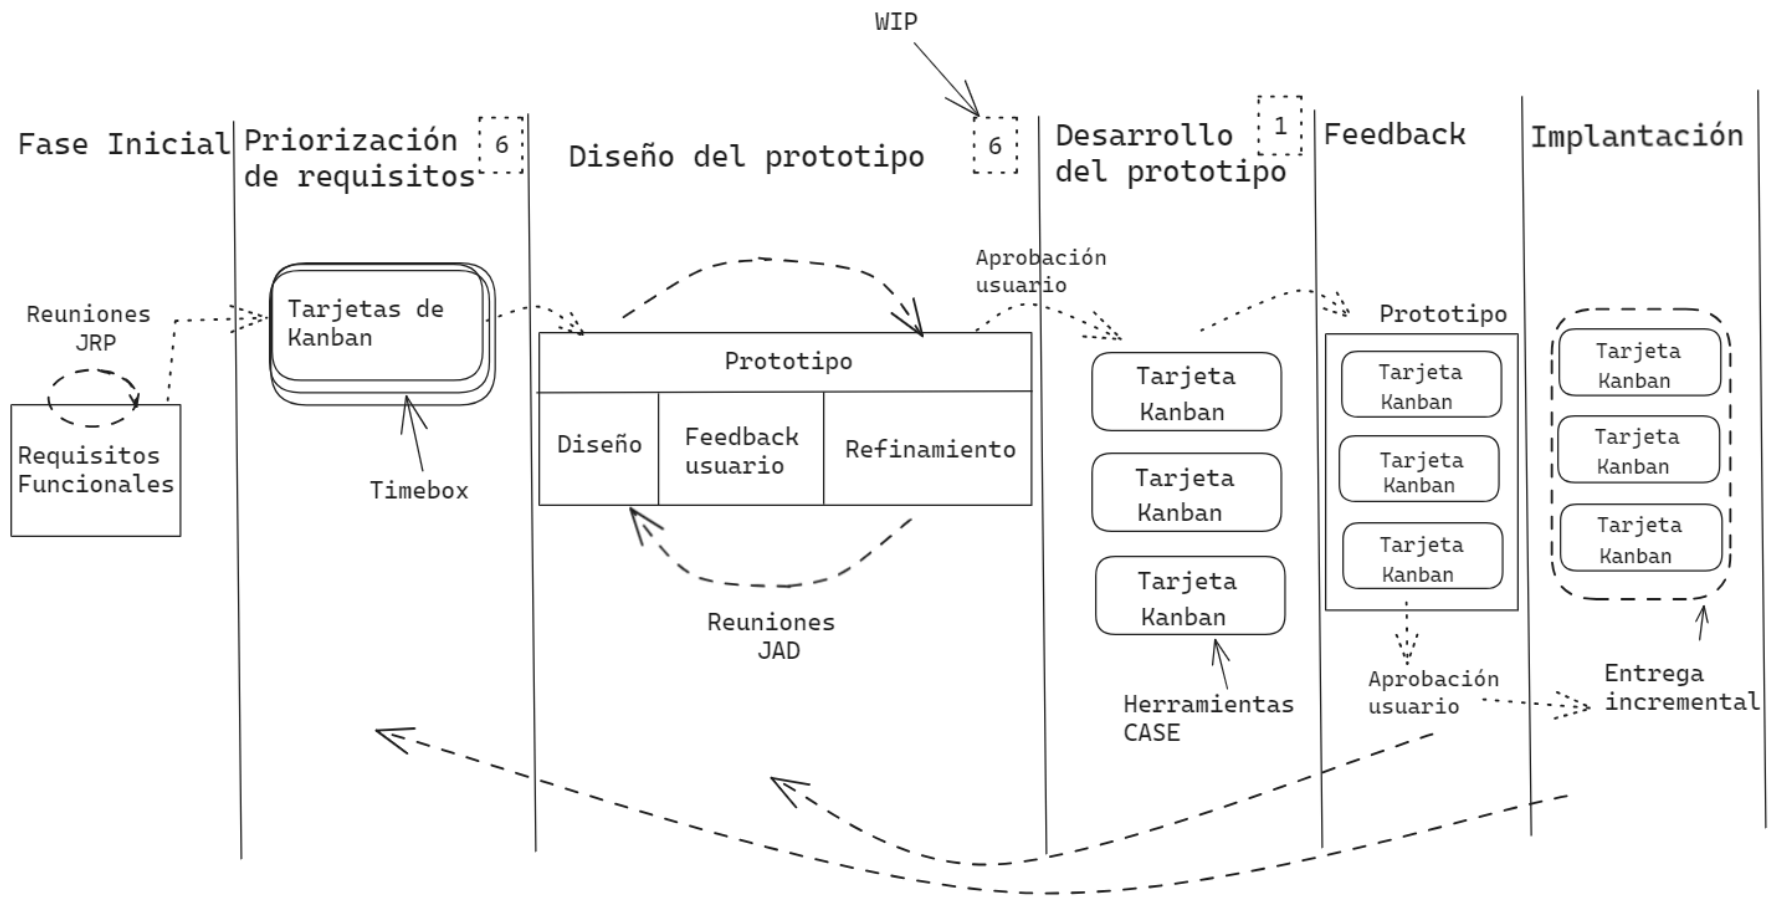 WIP
Fase Inicial
Priorización
de requisitos
6
Diseño del prototipo
6
Desarrollo
del prototipo
1
Feedback
Implantación
Reuniones
JRP
Requisitos
Funcionales
Tarjetas de
Kanban
Timebox
Prototipo
Diseño
Feedback
usuario
Refinamiento
Reuniones
JAD
Aprobación
usuario
Tarjeta
Kanban
Tarjeta
Kanban
Tarjeta
Kanban
Herramientas
CASE
Prototipo
Tarjeta
Kanban
Tarjeta
Kanban
Tarjeta
Kanban
Aprobación
usuario
Tarjeta
Kanban
Tarjeta
Kanban
Tarjeta
Kanban
Entrega
incremental